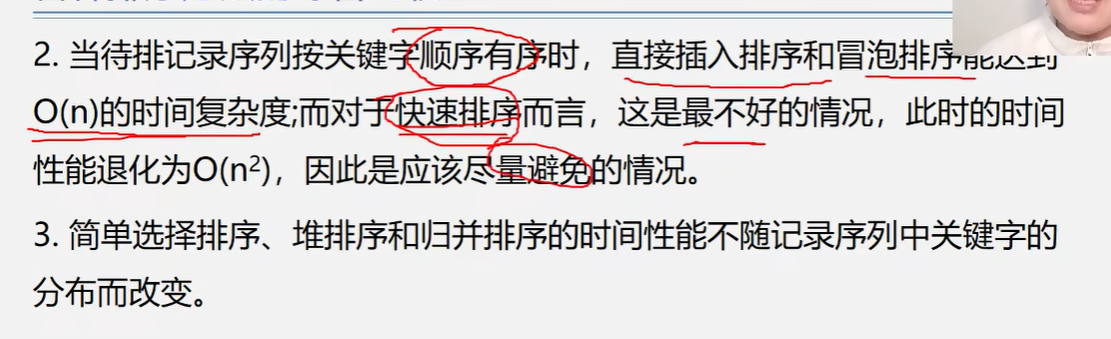 2. 当待排记录序列按关键字顺序有序时，直接插入排序和冒泡排序能达到
O(n)的时间复杂度;而对于快速排序而言，这是最不好的情况，此时的时间
性能退化为O(n²)，因此是应该尽量避免的情况。
3. 简单选择排序、堆排序和归并排序的时间性能不随记录序列中关键字的
分布而改变。